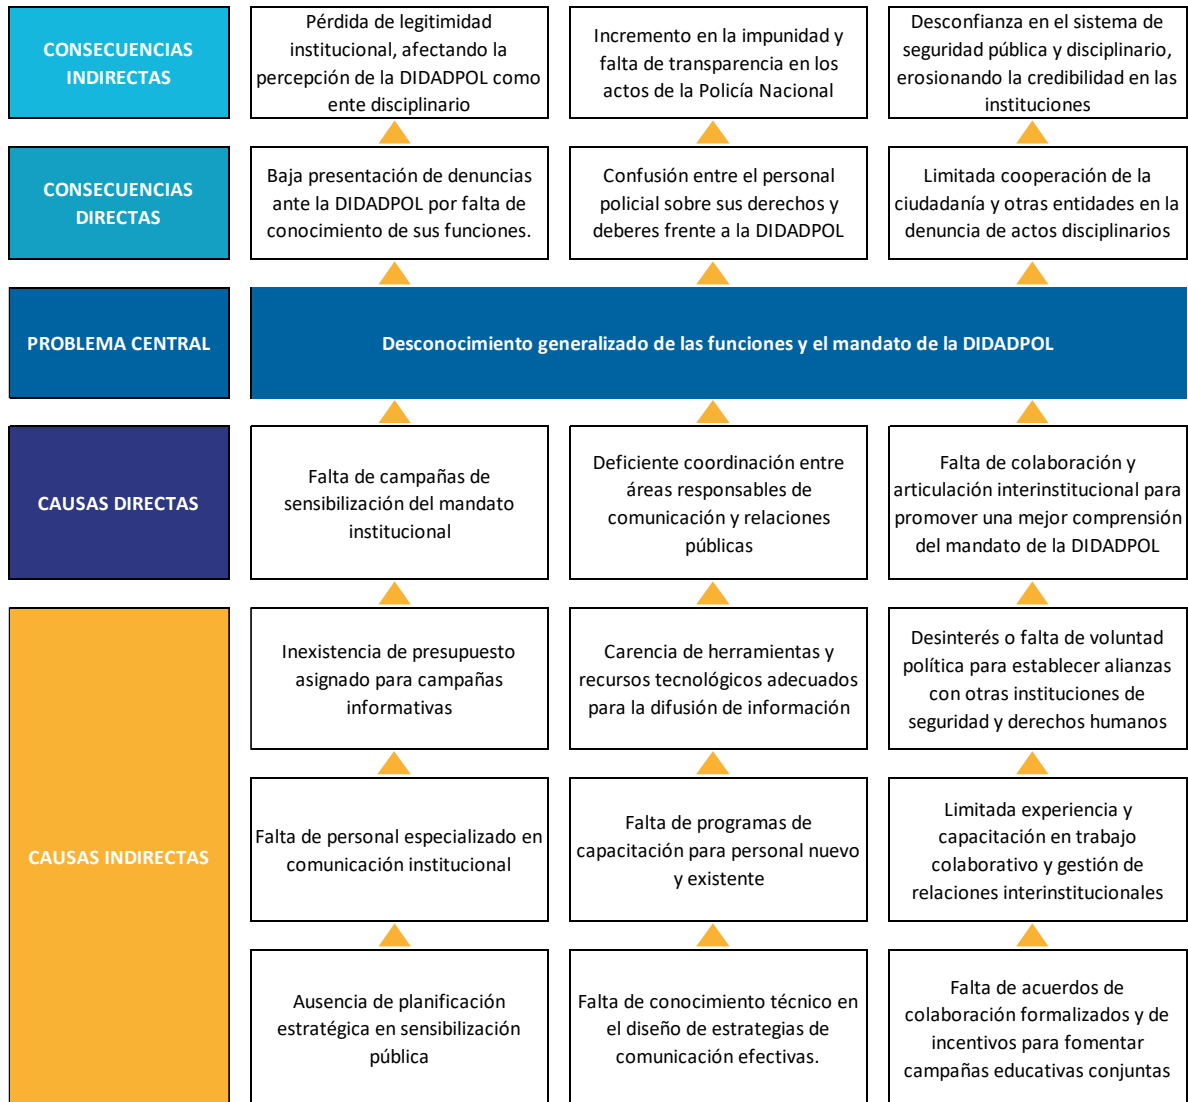 CONSECUENCIAS
INDIRECTAS
Pérdida de legitimidad
institucional, afectando la
percepción de la DIDADPOL como
ente disciplinario
Incremento en la impunidad y
falta de transparencia en los
actos de la Policía Nacional
Desconfianza en el sistema de
seguridad pública y disciplinario,
erosionando la credibilidad en las
instituciones
CONSECUENCIAS
DIRECTAS
Baja presentación de denuncias
ante la DIDADPOL por falta de
conocimiento de sus funciones.
Confusión entre el personal
policial sobre sus derechos y
deberes frente a la DIDADPOL
Limitada cooperación de la
ciudadanía y otras entidades en la
denuncia de actos disciplinarios
PROBLEMA CENTRAL
Desconocimiento generalizado de las funciones y el mandato de la DIDADPOL
CAUSAS DIRECTAS
Falta de campañas de
sensibilización del mandato
institucional
Deficiente coordinación entre
áreas responsables de
comunicación y relaciones
públicas
Falta de colaboración y
articulación interinstitucional para
promover una mejor comprensión
del mandato de la DIDADPOL
CAUSAS INDIRECTAS
Inexistencia de presupuesto
asignado para campañas
informativas
Carencia de herramientas y
recursos tecnológicos adecuados
para la difusión de información
Desinterés o falta de voluntad
política para establecer alianzas
con otras instituciones de
seguridad y derechos humanos
Falta de personal especializado en
comunicación institucional
Falta de programas de
capacitación para personal nuevo
y existente
Limitada experiencia y
capacitación en trabajo
colaborativo y gestión de
relaciones interinstitucionales
Ausencia de planificación
estratégica en sensibilización
pública
Falta de conocimiento técnico en
el diseño de estrategias de
comunicación efectivas.
Falta de acuerdos de
colaboración formalizados y de
incentivos para fomentar
campañas educativas conjuntas